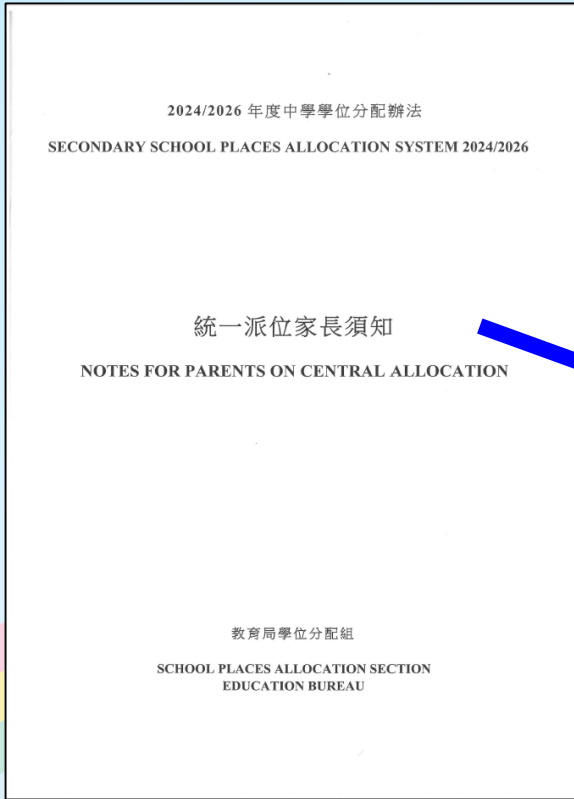 2024/2026 年度中學學位分配辦法
SECONDARY SCHOOL PLACES ALLOCATION SYSTEM 2024/2026
統一派位家長須知
NOTES FOR PARENTS ON CENTRAL ALLOCATION
教育局學位分配組
SCHOOL PLACES ALLOCATION SECTION
EDUCATION BUREAU